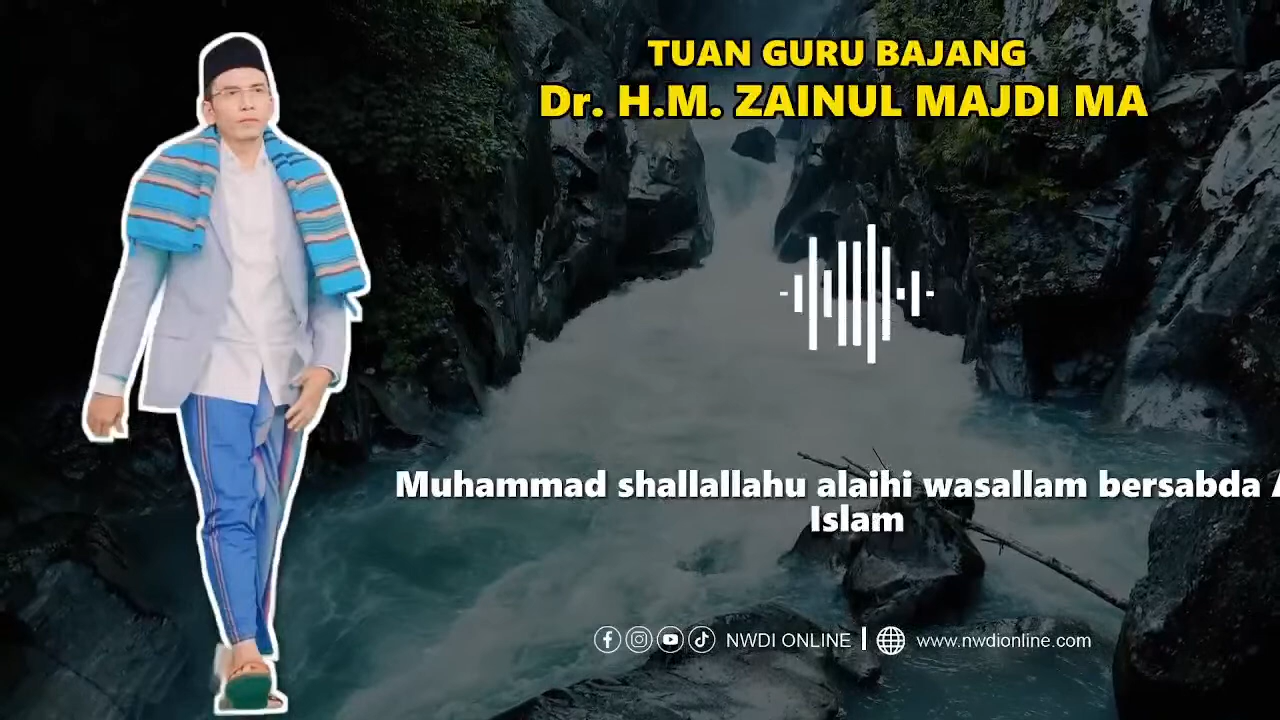 TUAN GURU BAJANG
Dr. H.M. ZAINUL MAJDI MA
Muhammad shallallahu alaihi wasallam bersabda
Islam
NWDI ONLINE | www.nwdionline.com